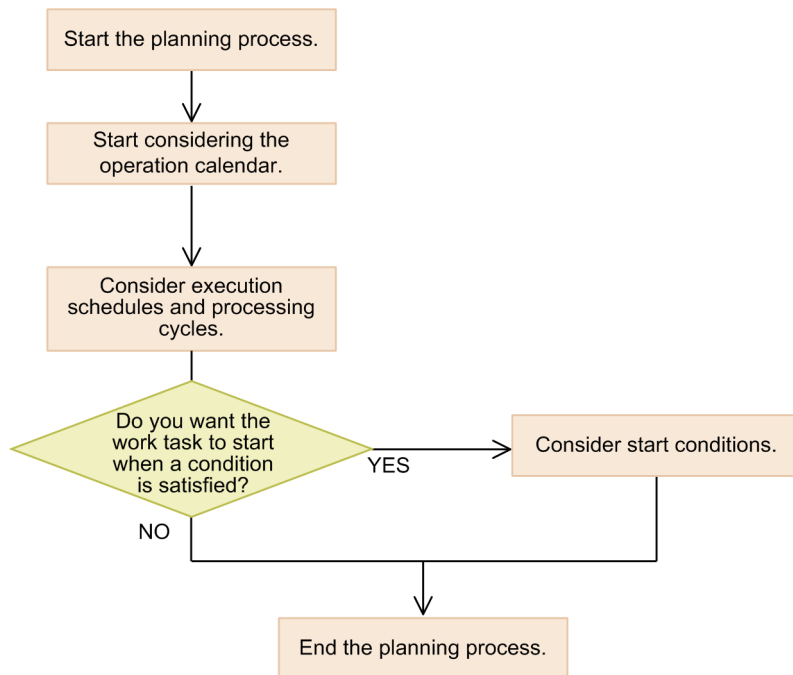 Start the planning process.
Start considering the
operation calendar.
Consider execution
schedules and processing
cycles.
Do you want the
work task to start
when a condition
is satisfied?
YES
Consider start conditions.
NO
End the planning process.